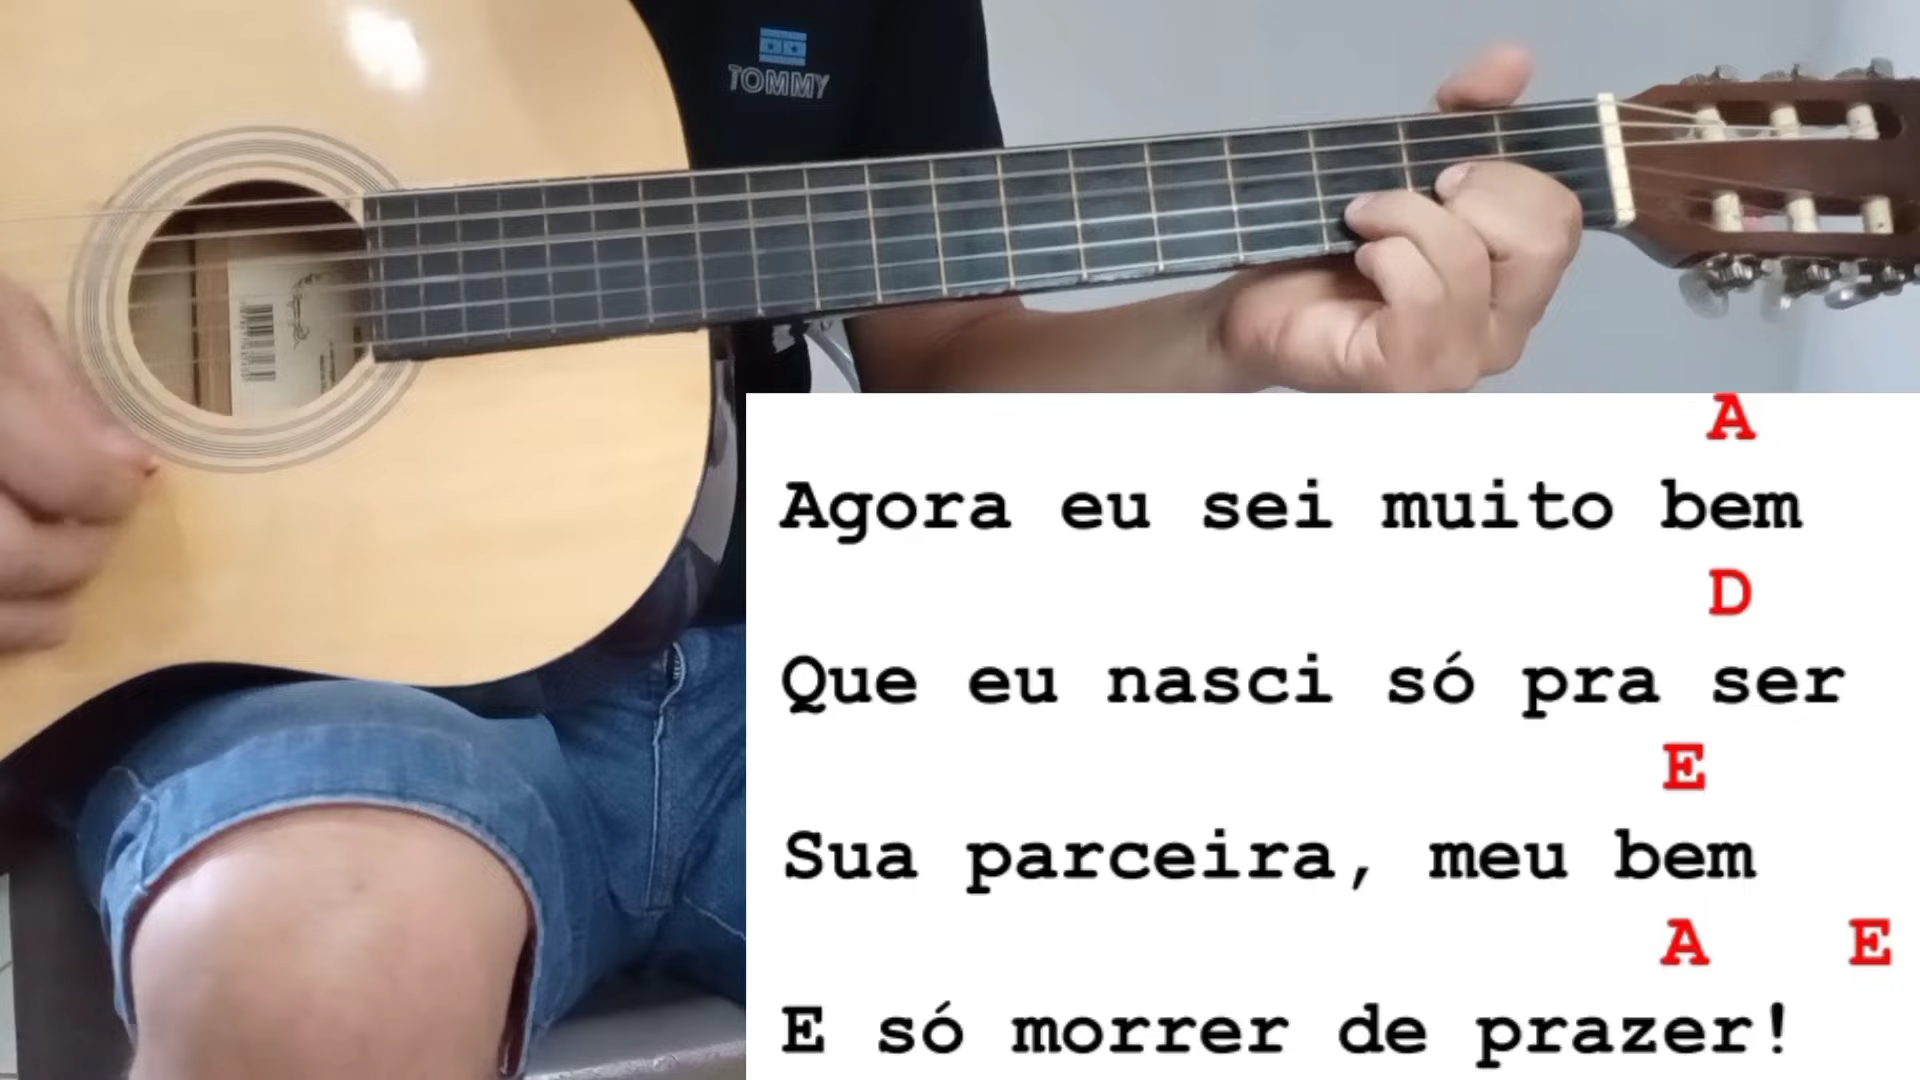 TOMMY
A
Agora eu sei muito bem
D
Que eu nasci só pra ser
E
Sua parceira, meu bem
A E
E só morrer de prazer!